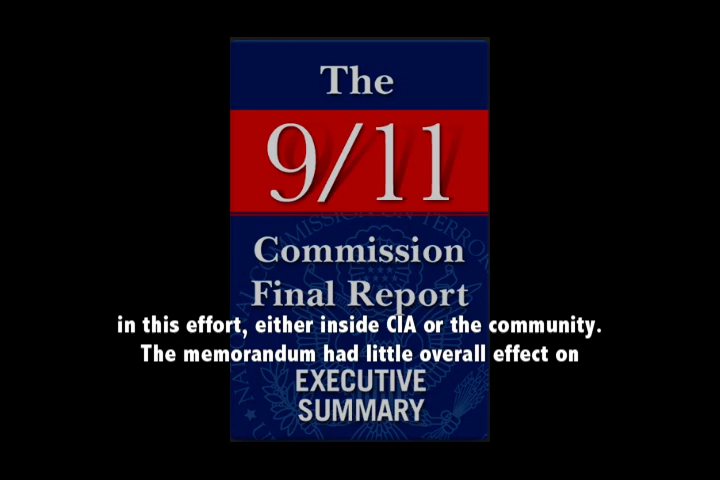 The
9/11
Commission
Final Report
in this effort, either inside CIA or the community.
The memorandum had little overall effect on
EXECUTIVE
SUMMARY